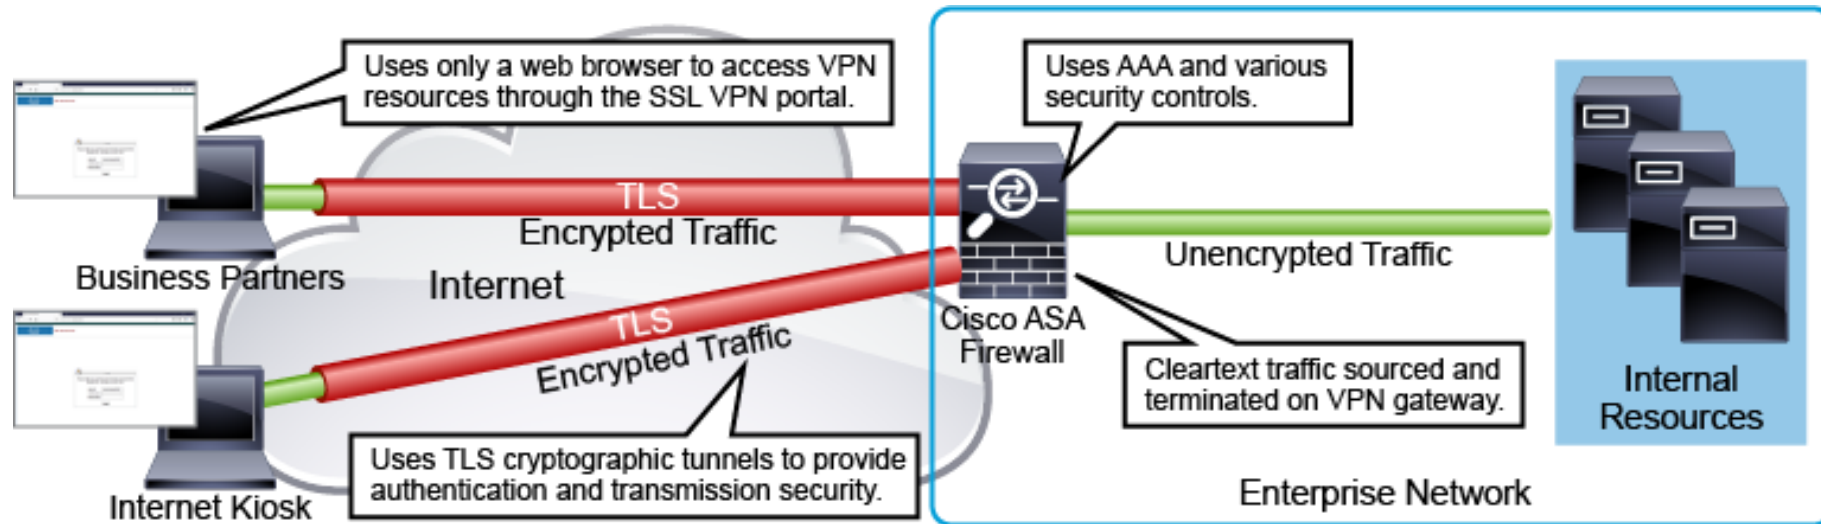 Uses only a web browser to access VPN
resources through the SSL VPN portal.
Uses AAA and various
security controls.
TLS
Encrypted Traffic
Business Partners
Internet
TLS
Encrypted Traffic
Unencrypted Traffic
Cisco ASA
Firewall
Cleartext traffic sourced and
terminated on VPN gateway.
Internal
Resources
Uses TLS cryptographic tunnels to provide
authentication and transmission security.
Internet Kiosk
Enterprise Network